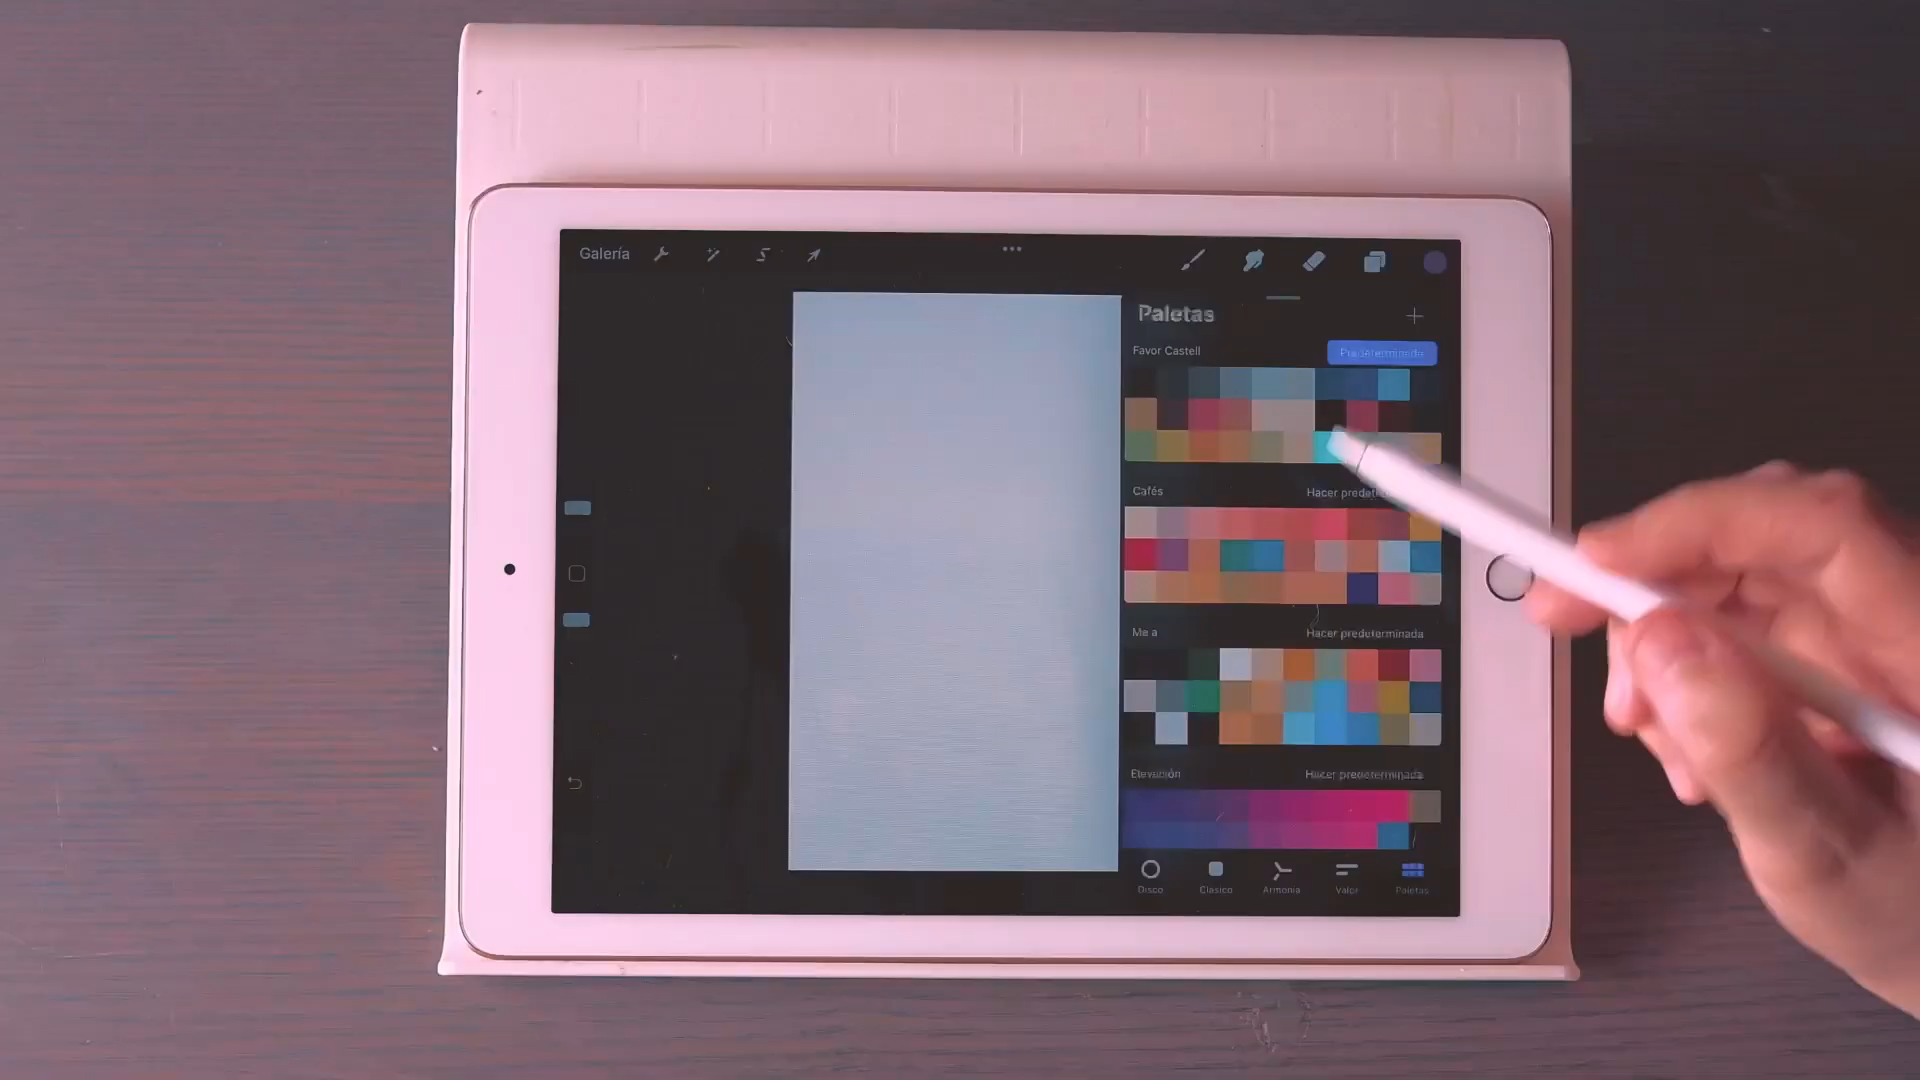 Galería
Paletas
Favor Castell
Predeterminada
Cafés
Hacer predet
Me a
Hacer predeterminada
Elevación
Hacer predeterminada
Disco
Clásico
Armonía
Valor
Paletas